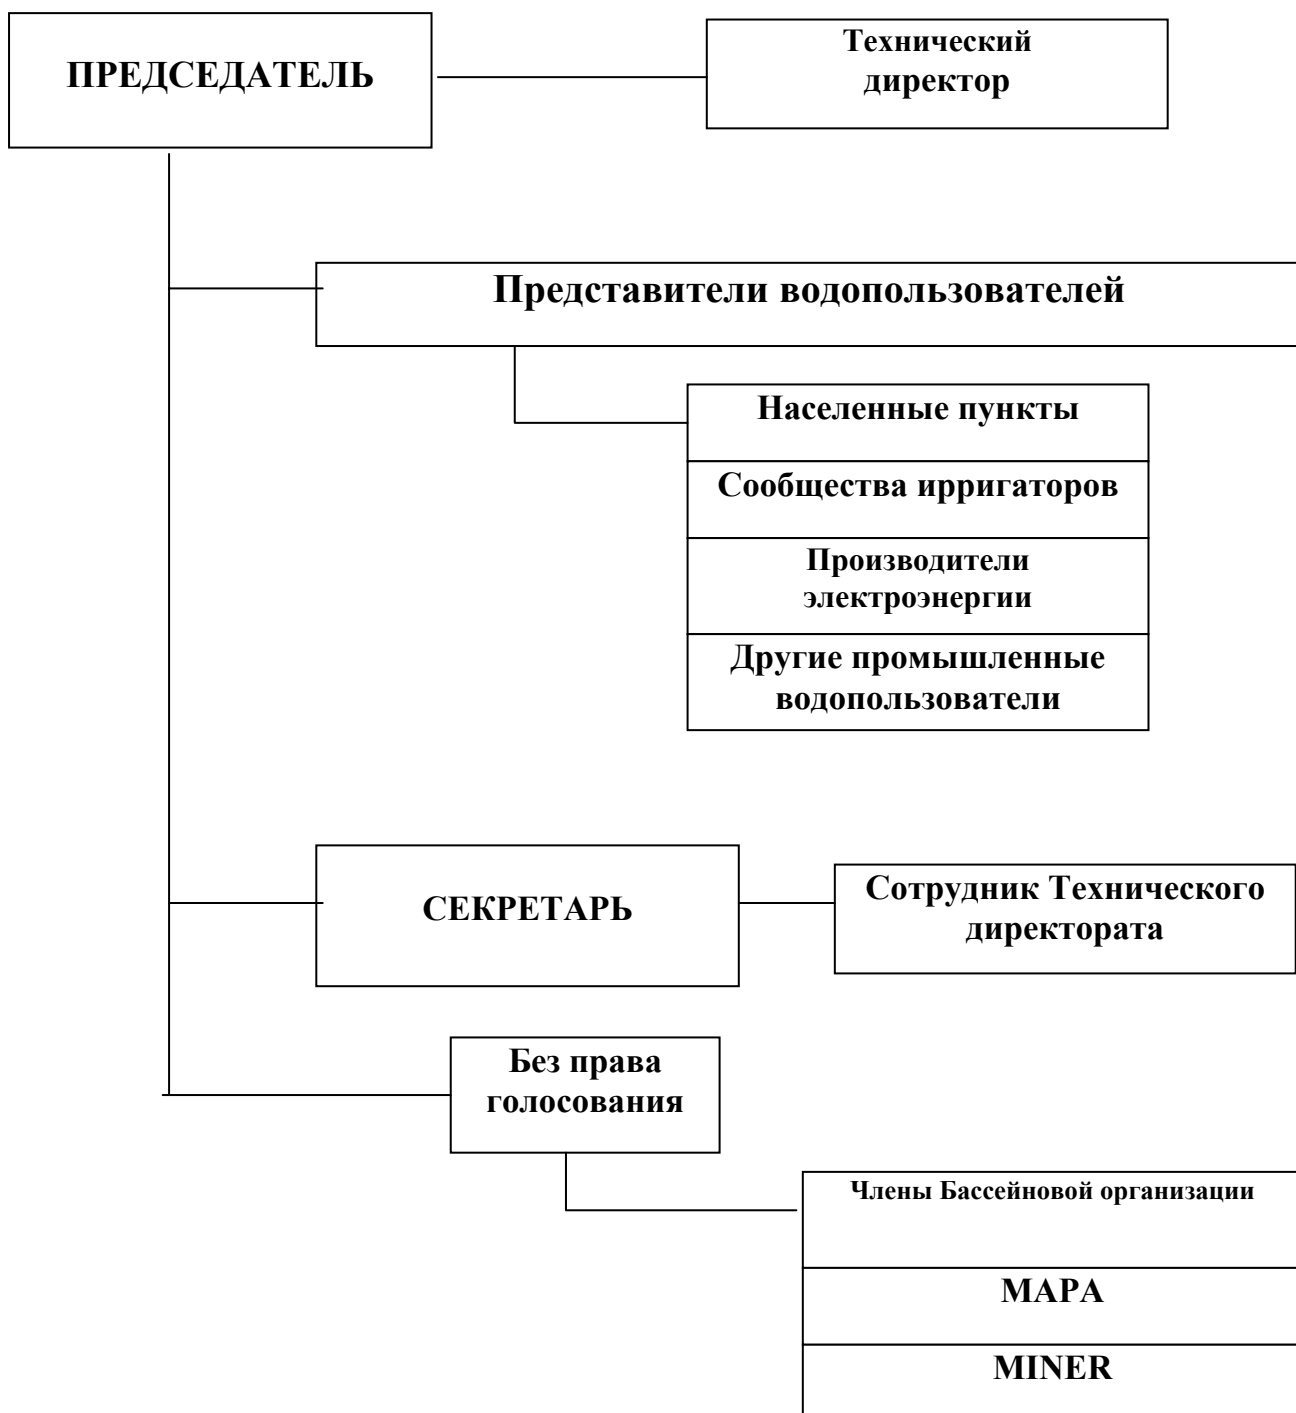 ПРЕДСЕДАТЕЛЬ
Технический
директор
Представители водопользователей
Населенные пункты
Сообщества ирригаторов
Производители
электроэнергии
Другие промышленные
водопользователи
СЕКРЕТАРЬ
Сотрудник Технического
директората
Без права
голосования
Члены Бассейновой организации
MAPA
MINER